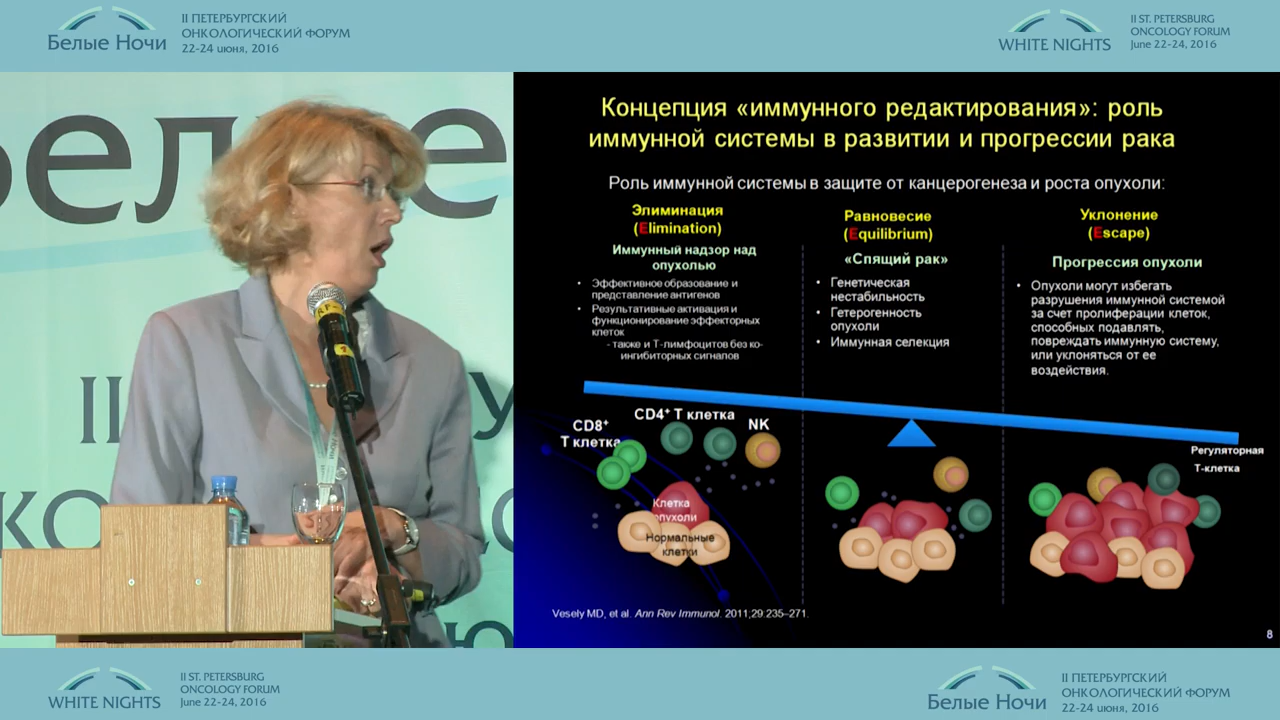 II ПЕТЕРБУРГСКИЙ
ОНКОЛОГИЧЕСКИЙ ФОРУМ
Белые Ночи
22-24 июня, 2016
II ST. PETERSBURG
ONCOLOGY FORUM
WHITE NIGHTS
June 22-24, 2016
Концепция «иммунного редактирования»: роль
иммунной системы в развитии и прогрессии рака
Роль иммунной системы в защите от канцерогенеза и роста опухоли:
Элиминация
(Elimination)
Иммунный надзор над
опухолью
• Эффективное образование и
представление антигенов
• Результативные активация и
функционирование эффекторных
клеток
- также и Т-лимфоцитов без ко-
ингибиторных сигналов
Равновесие
(Equilibrium)
«Спящий рак»
• Генетическая
нестабильность
• Гетерогенность
опухоли
• Иммунная селекция
Уклонение
(Escape)
Прогрессия опухоли
• Опухоли могут избегать
разрушения иммунной системой
за счет пролиферации клеток,
способных подавлять,
повреждать иммунную систему,
или уклоняться от ее
воздействия.
CD8+
Т клетка
CD4+ Т клетка
NK
Регуляторная
Т-клетка
Клетка
опухоли
Нормальные
клетки
Vesely MD, et al. Ann Rev Immunol. 2011;29:235–271.
8
II ST. PETERSBURG
ONCOLOGY FORUM
WHITE NIGHTS
June 22-24, 2016
II ПЕТЕРБУРГСКИЙ
ОНКОЛОГИЧЕСКИЙ ФОРУМ
Белые Ночи
22-24 июня, 2016